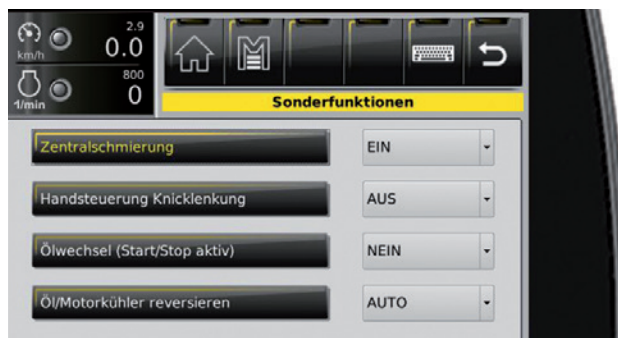 2.9
km/h 0.0
800
1/min 0
Sonderfunktionen
Zentralschmierung EIN
Handsteuerung Knicklenkung AUS
Ölwechsel (Start/Stop aktiv) NEIN
Öl/Motorkühler reversieren AUTO